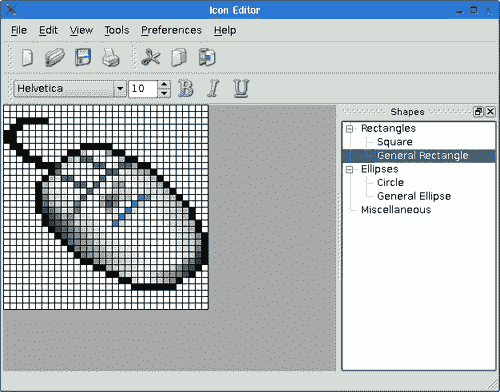 Icon Editor
File Edit View Tools Preferences Help
Helvetica 10 B I U
Shapes
Rectangles
Square
General Rectangle
Ellipses
Circle
General Ellipse
Miscellaneous